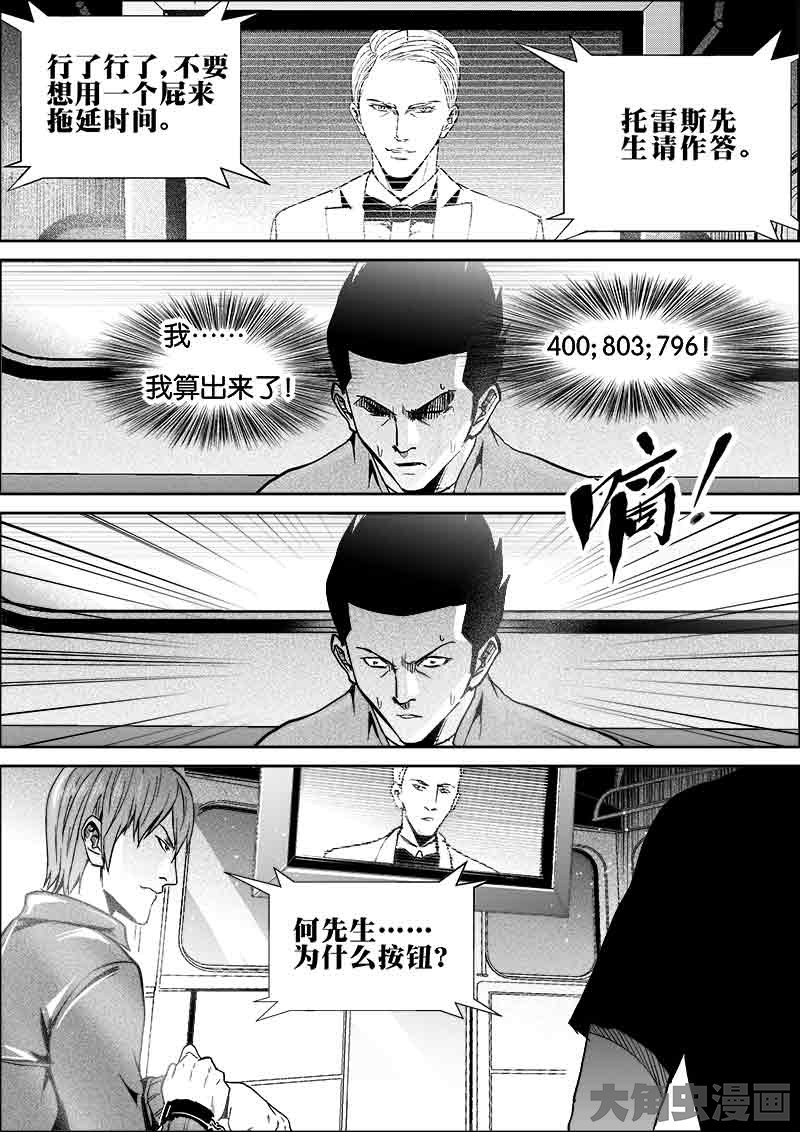 行了行了,不要
想用一个屁来
拖延时间。
托雷斯先
生请作答。
我……
我算出来了!
400;803;796!
嘀!
何先生……
为什么按钮?
大角虫漫画